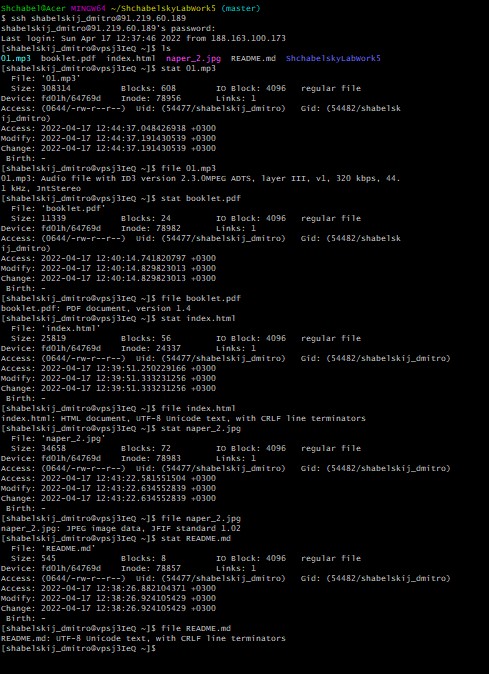 Shchabel@Acer MINGW64 ~/ShchabelskyLabWork5 (master)
$ ssh shabelskij_dmitro@91.219.60.189
shabelskij_dmitro@91.219.60.189's password:
Last login: Sun Apr 17 12:37:46 2022 from 188.163.100.173
[shabelskij_dmitro@vpsj3IeQ ~]$ ls
01.mp3  booklet.pdf  index.html  naper_2.jpg  README.md  ShchabelskyLabWork5
[shabelskij_dmitro@vpsj3IeQ ~]$ stat 01.mp3
  File: '01.mp3'
  Size: 308314          Blocks: 608        IO Block: 4096   regular file
Device: fd01h/64769d    Inode: 78956       Links: 1
Access: (0644/-rw-r--r--)  Uid: (54477/shabelskij_dmitro)   Gid: (54482/shabelsk
ij_dmitro)
Access: 2022-04-17 12:44:37.048426938 +0300
Modify: 2022-04-17 12:44:37.191430539 +0300
Change: 2022-04-17 12:44:37.191430539 +0300
 Birth: -
[shabelskij_dmitro@vpsj3IeQ ~]$ file 01.mp3
01.mp3: Audio file with ID3 version 2.3.0MPEG ADTS, layer III, v1, 320 kbps, 44.
1 kHz, JntStereo
[shabelskij_dmitro@vpsj3IeQ ~]$ stat booklet.pdf
  File: 'booklet.pdf'
  Size: 11339           Blocks: 24         IO Block: 4096   regular file
Device: fd01h/64769d    Inode: 78982       Links: 1
Access: (0644/-rw-r--r--)  Uid: (54477/shabelskij_dmitro)   Gid: (54482/shabelsk
ij_dmitro)
Access: 2022-04-17 12:40:14.741820797 +0300
Modify: 2022-04-17 12:40:14.829823013 +0300
Change: 2022-04-17 12:40:14.829823013 +0300
 Birth: -
[shabelskij_dmitro@vpsj3IeQ ~]$ file booklet.pdf
booklet.pdf: PDF document, version 1.4
[shabelskij_dmitro@vpsj3IeQ ~]$ stat index.html
  File: 'index.html'
  Size: 25819           Blocks: 56         IO Block: 4096   regular file
Device: fd01h/64769d    Inode: 24337       Links: 1
Access: (0644/-rw-r--r--)  Uid: (54477/shabelskij_dmitro)   Gid: (54482/shabelskij_dmitro)
Access: 2022-04-17 12:39:51.250229166 +0300
Modify: 2022-04-17 12:39:51.333231256 +0300
Change: 2022-04-17 12:39:51.333231256 +0300
 Birth: -
[shabelskij_dmitro@vpsj3IeQ ~]$ file index.html
index.html: HTML document, UTF-8 Unicode text, with CRLF line terminators
[shabelskij_dmitro@vpsj3IeQ ~]$ stat naper_2.jpg
  File: 'naper_2.jpg'
  Size: 34658           Blocks: 72         IO Block: 4096   regular file
Device: fd01h/64769d    Inode: 78983       Links: 1
Access: (0644/-rw-r--r--)  Uid: (54477/shabelskij_dmitro)   Gid: (54482/shabelskij_dmitro)
Access: 2022-04-17 12:43:22.581551504 +0300
Modify: 2022-04-17 12:43:22.634552839 +0300
Change: 2022-04-17 12:43:22.634552839 +0300
 Birth: -
[shabelskij_dmitro@vpsj3IeQ ~]$ file naper_2.jpg
naper_2.jpg: JPEG image data, JFIF standard 1.02
[shabelskij_dmitro@vpsj3IeQ ~]$ stat README.md
  File: 'README.md'
  Size: 545             Blocks: 8          IO Block: 4096   regular file
Device: fd01h/64769d    Inode: 78857       Links: 1
Access: (0644/-rw-r--r--)  Uid: (54477/shabelskij_dmitro)   Gid: (54482/shabelskij_dmitro)
Access: 2022-04-17 12:38:26.882104371 +0300
Modify: 2022-04-17 12:38:26.924105429 +0300
Change: 2022-04-17 12:38:26.924105429 +0300
 Birth: -
[shabelskij_dmitro@vpsj3IeQ ~]$ file README.md
README.md: UTF-8 Unicode text, with CRLF line terminators
[shabelskij_dmitro@vpsj3IeQ ~]$